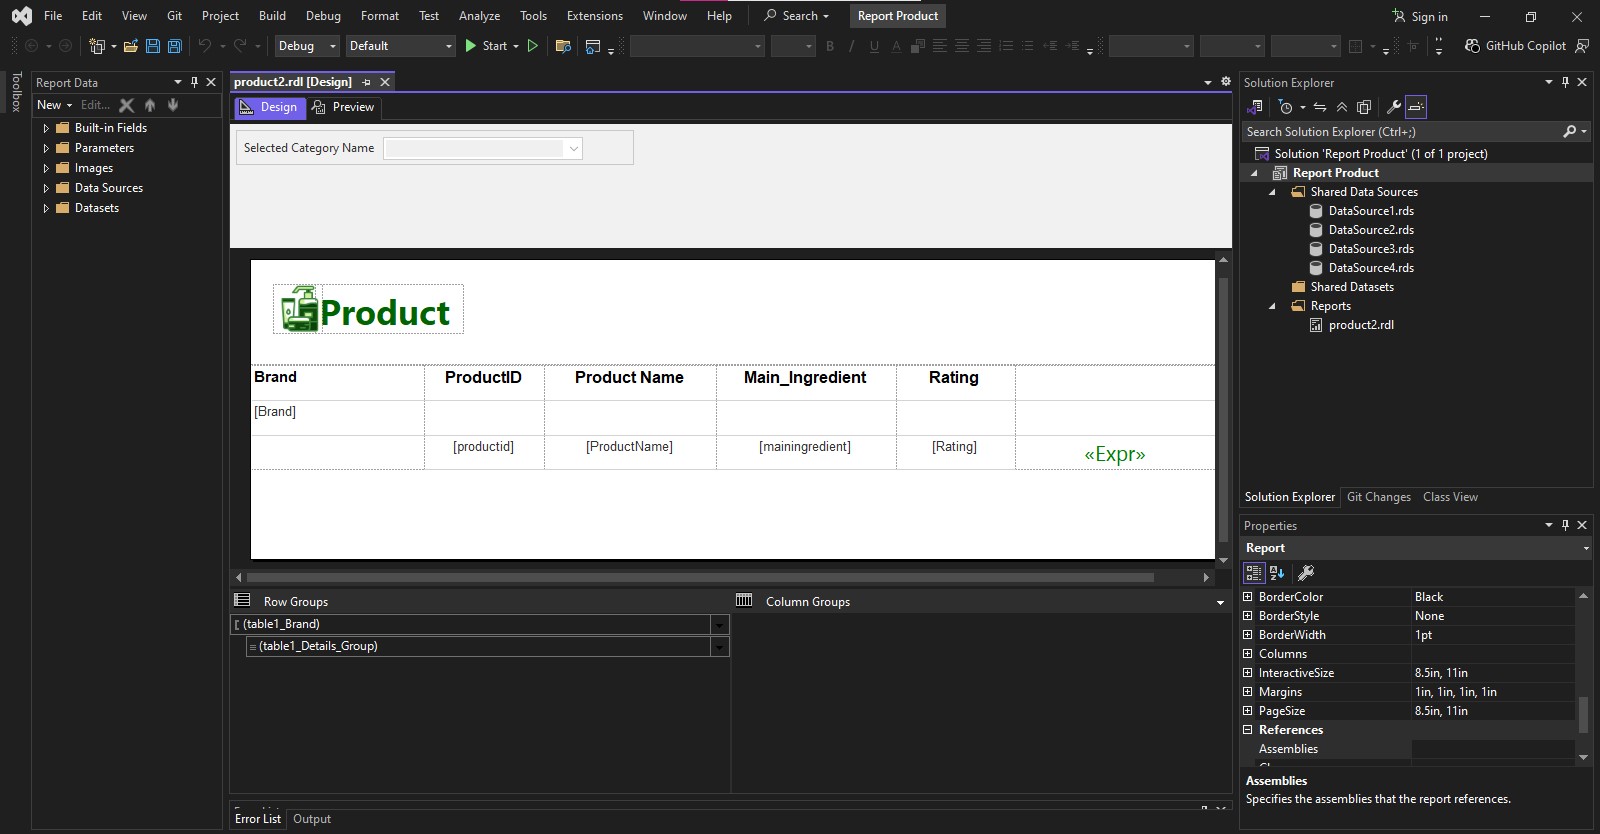 File Edit View Git Project Build Debug Format Test Analyze Tools Extensions Window Help Search Report Product Sign in
Debug Default Start B I U A GitHub Copilot
Toolbox
Report Data
New Edit...
Built-in Fields
Parameters
Images
Data Sources
Datasets
product2.rdl [Design]
Design Preview
Selected Category Name
Product
Brand ProductID Product Name Main_Ingredient Rating
[Brand]
[productid] [ProductName] [mainingredient] [Rating] «Expr»
Row Groups Column Groups
(table1_Brand)
(table1_Details_Group)
Error List Output
Solution Explorer
Search Solution Explorer (Ctrl+;)
Solution 'Report Product' (1 of 1 project)
Report Product
Shared Data Sources
DataSource1.rds
DataSource2.rds
DataSource3.rds
DataSource4.rds
Shared Datasets
Reports
product2.rdl
Solution Explorer Git Changes Class View
Properties
Report
BorderColor Black
BorderStyle None
BorderWidth 1pt
Columns
InteractiveSize 8.5in, 11in
Margins 1in, 1in, 1in, 1in
PageSize 8.5in, 11in
References
Assemblies
Assemblies
Specifies the assemblies that the report references.